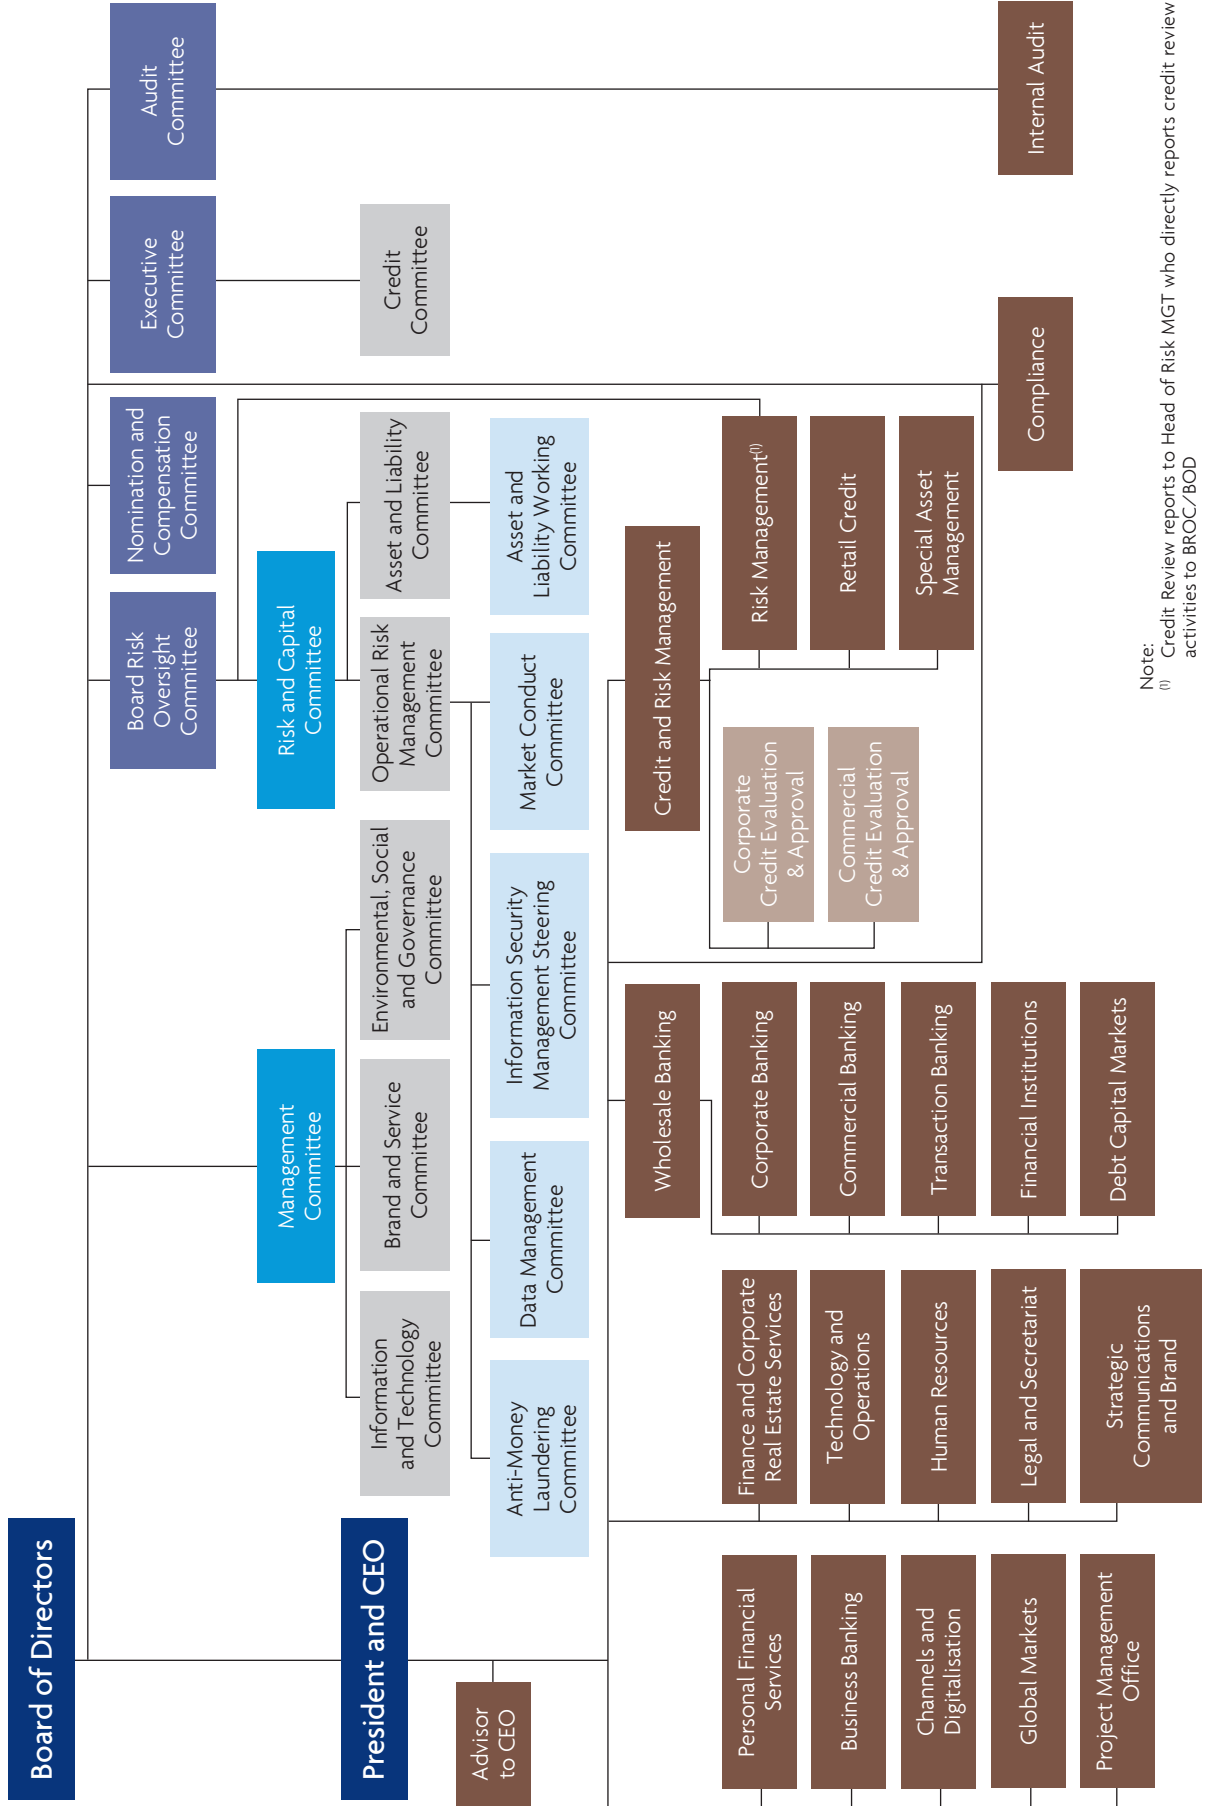 Board of Directors
Audit
Committee
Executive
Committee
Nomination and
Compensation
Committee
Board Risk
Oversight
Committee
Management
Committee
Risk and Capital
Committee
President and CEO
Information
and Technology
Committee
Brand and Service
Committee
Environmental, Social
and Governance
Committee
Operational Risk
Management
Committee
Asset and Liability
Committee
Credit
Committee
Advisor
to CEO
Anti-Money
Laundering
Committee
Data Management
Committee
Information Security
Management Steering
Committee
Market Conduct
Committee
Asset and
Liability Working
Committee
Personal Financial
Services
Business Banking
Channels and
Digitalisation
Global Markets
Project Management
Office
Finance and Corporate
Real Estate Services
Technology and
Operations
Human Resources
Legal and Secretariat
Strategic
Communications
and Brand
Wholesale Banking
Corporate Banking
Commercial Banking
Transaction Banking
Financial Institutions
Debt Capital Markets
Credit and Risk Management
Corporate
Credit Evaluation
& Approval
Commercial
Credit Evaluation
& Approval
Risk Management(1)
Retail Credit
Special Asset
Management
Compliance
Internal Audit
Note:
(1) Credit Review reports to Head of Risk MGT who directly reports credit review
activities to BROC/BOD